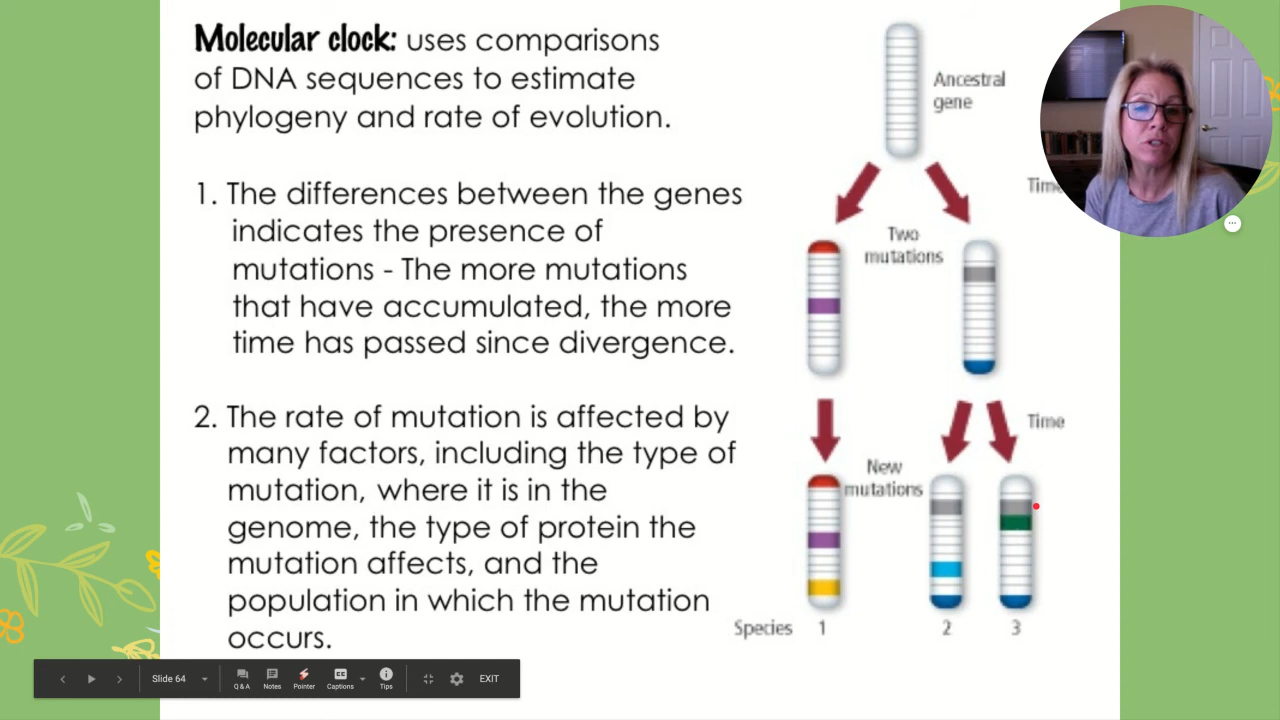 Molecular clock: uses comparisons
of DNA sequences to estimate
phylogeny and rate of evolution.
1. The differences between the genes
indicates the presence of
mutations - The more mutations
that have accumulated, the more
time has passed since divergence.
2. The rate of mutation is affected by
many factors, including the type of
mutation, where it is in the
genome, the type of protein the
mutation affects, and the
population in which the mutation
occurs.
Ancestral
gene
Time
Two
mutations
Time
New
mutations
Species 1 2 3
Slide 64
Q & A
Notes
Pointer
Captions
Tips
EXIT